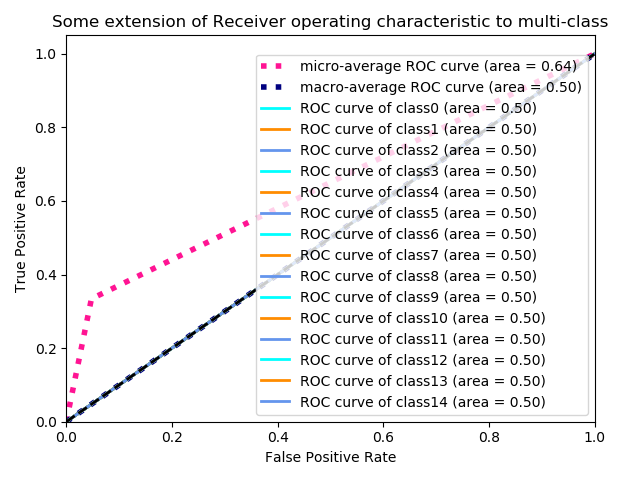 Some extension of Receiver operating characteristic to multi-class
1.0
0.8
0.6
0.4
0.2
0.0
True Positive Rate
micro-average ROC curve (area = 0.64)
macro-average ROC curve (area = 0.50)
ROC curve of class0 (area = 0.50)
ROC curve of class1 (area = 0.50)
ROC curve of class2 (area = 0.50)
ROC curve of class3 (area = 0.50)
ROC curve of class4 (area = 0.50)
ROC curve of class5 (area = 0.50)
ROC curve of class6 (area = 0.50)
ROC curve of class7 (area = 0.50)
ROC curve of class8 (area = 0.50)
ROC curve of class9 (area = 0.50)
ROC curve of class10 (area = 0.50)
ROC curve of class11 (area = 0.50)
ROC curve of class12 (area = 0.50)
ROC curve of class13 (area = 0.50)
ROC curve of class14 (area = 0.50)
0.0 0.2 0.4 0.6 0.8 1.0
False Positive Rate